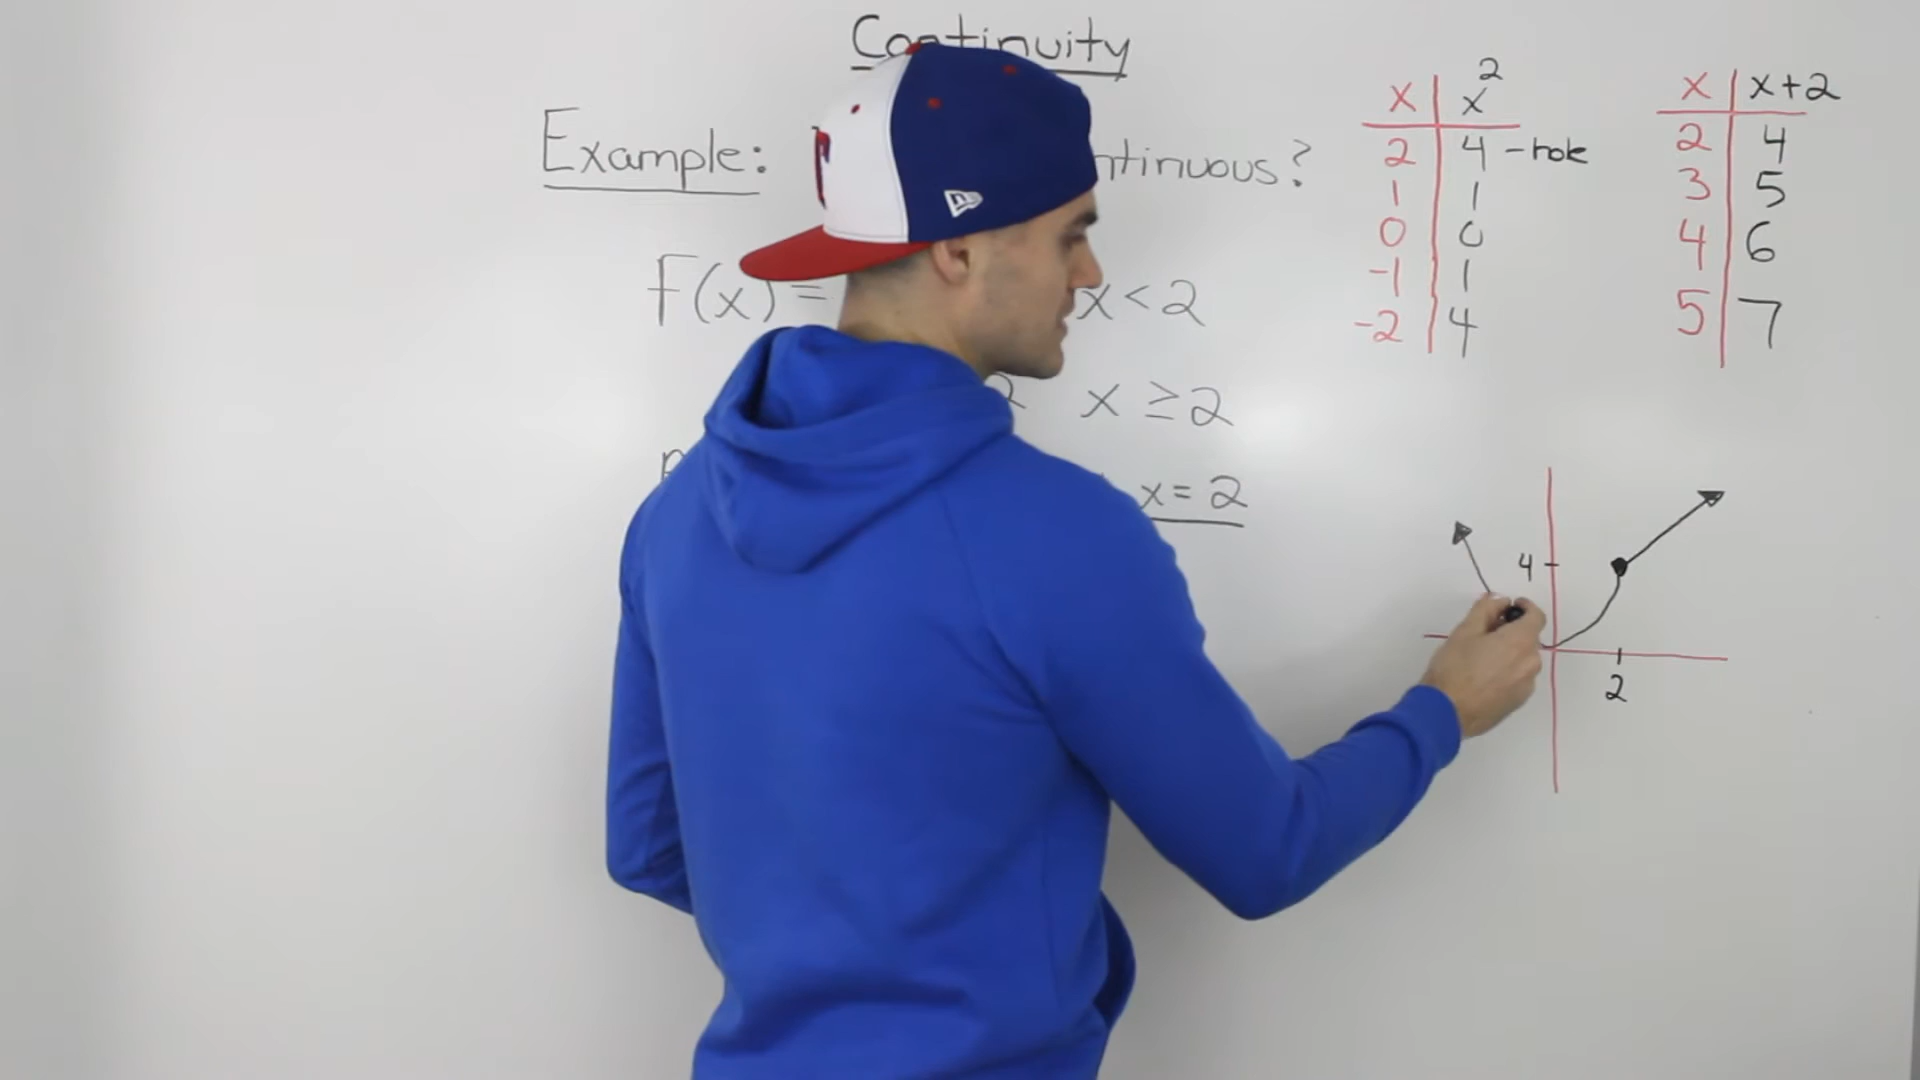 Continuity
Example: ntinuous?
F(x) = x<2
2 x ≥ 2
x = 2
x | x²
2 | 4 - hole
1 | 1
0 | 0
-1 | 1
-2 | 4
x | x+2
2 | 4
3 | 5
4 | 6
5 | 7
4
2